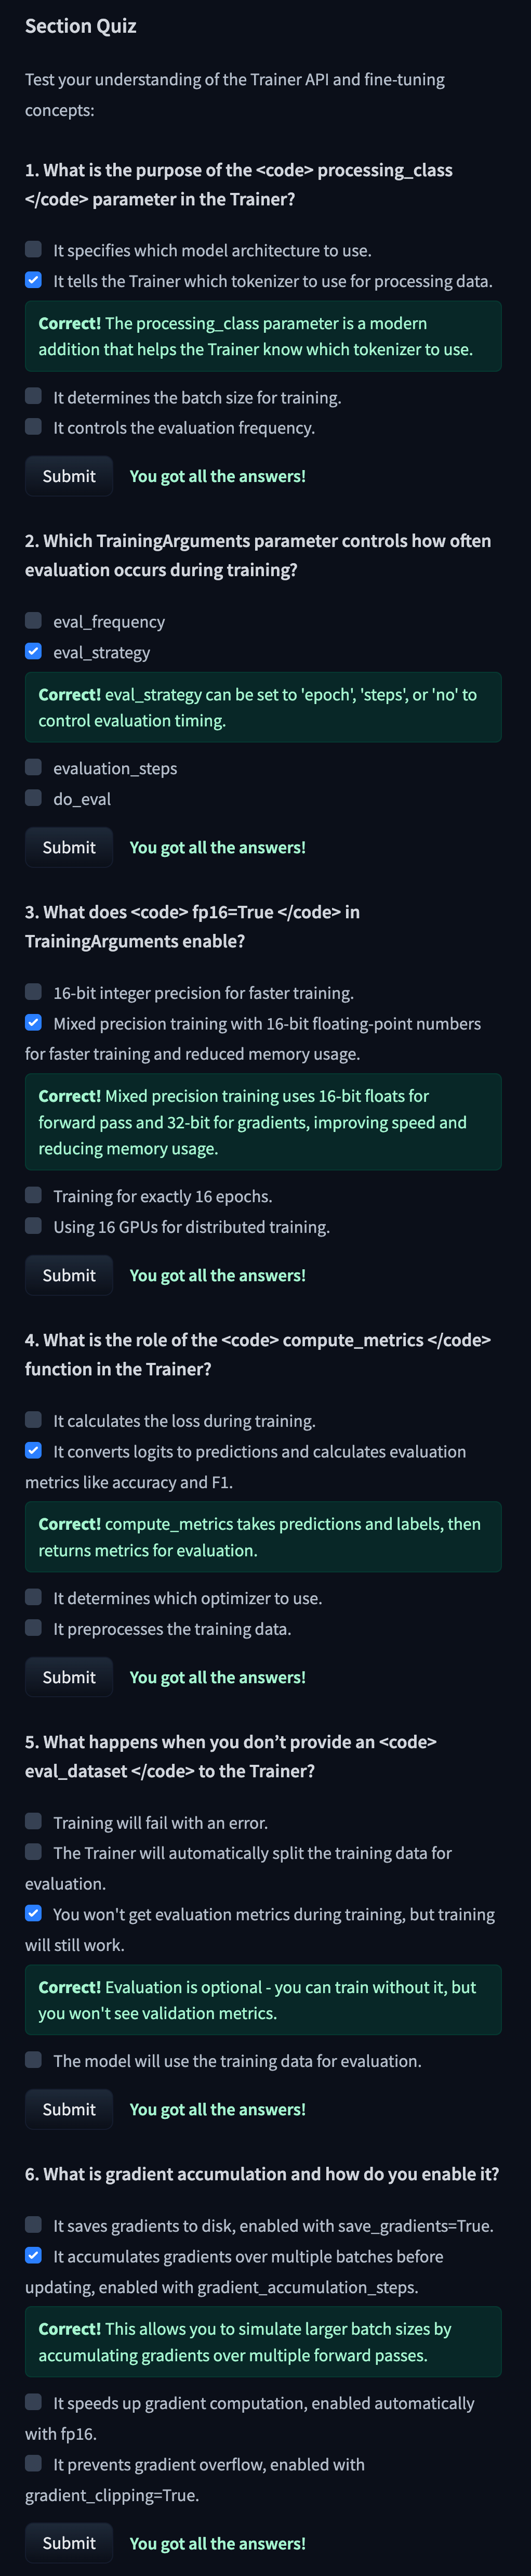 Section Quiz
Test your understanding of the Trainer API and fine-tuning
concepts:
1. What is the purpose of the <code> processing_class
</code> parameter in the Trainer?
It specifies which model architecture to use.
It tells the Trainer which tokenizer to use for processing data.
Correct! The processing_class parameter is a modern
addition that helps the Trainer know which tokenizer to use.
It determines the batch size for training.
It controls the evaluation frequency.
Submit You got all the answers!
2. Which TrainingArguments parameter controls how often
evaluation occurs during training?
eval_frequency
eval_strategy
Correct! eval_strategy can be set to 'epoch', 'steps', or 'no' to
control evaluation timing.
evaluation_steps
do_eval
Submit You got all the answers!
3. What does <code> fp16=True </code> in
TrainingArguments enable?
16-bit integer precision for faster training.
Mixed precision training with 16-bit floating-point numbers
for faster training and reduced memory usage.
Correct! Mixed precision training uses 16-bit floats for
forward pass and 32-bit for gradients, improving speed and
reducing memory usage.
Training for exactly 16 epochs.
Using 16 GPUs for distributed training.
Submit You got all the answers!
4. What is the role of the <code> compute_metrics </code>
function in the Trainer?
It calculates the loss during training.
It converts logits to predictions and calculates evaluation
metrics like accuracy and F1.
Correct! compute_metrics takes predictions and labels, then
returns metrics for evaluation.
It determines which optimizer to use.
It preprocesses the training data.
Submit You got all the answers!
5. What happens when you don’t provide an <code>
eval_dataset </code> to the Trainer?
Training will fail with an error.
The Trainer will automatically split the training data for
evaluation.
You won't get evaluation metrics during training, but training
will still work.
Correct! Evaluation is optional - you can train without it, but
you won't see validation metrics.
The model will use the training data for evaluation.
Submit You got all the answers!
6. What is gradient accumulation and how do you enable it?
It saves gradients to disk, enabled with save_gradients=True.
It accumulates gradients over multiple batches before
updating, enabled with gradient_accumulation_steps.
Correct! This allows you to simulate larger batch sizes by
accumulating gradients over multiple forward passes.
It speeds up gradient computation, enabled automatically
with fp16.
It prevents gradient overflow, enabled with
gradient_clipping=True.
Submit You got all the answers!